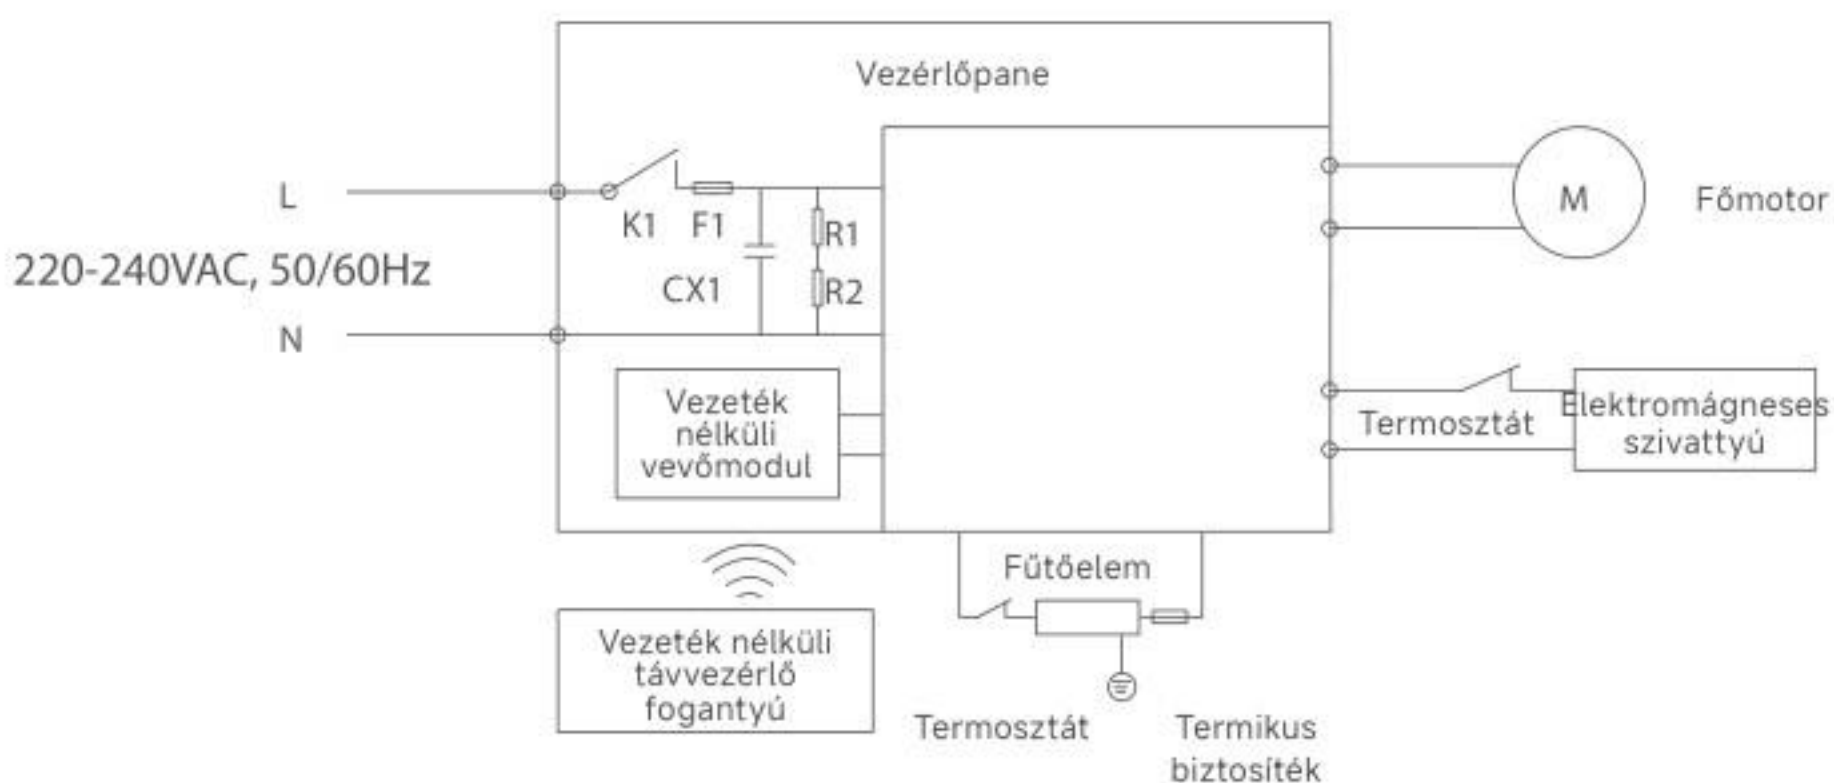 Vezérlőpane
L
K1
F1
R1
M
Főmotor
220-240VAC, 50/60Hz
CX1
R2
N
Vezeték
nélküli
vevőmodul
Termosztát
Elektromágneses
szivattyú
Fűtőelem
Vezeték nélküli
távvezérlő
fogantyú
Termosztát
Termikus
biztosíték